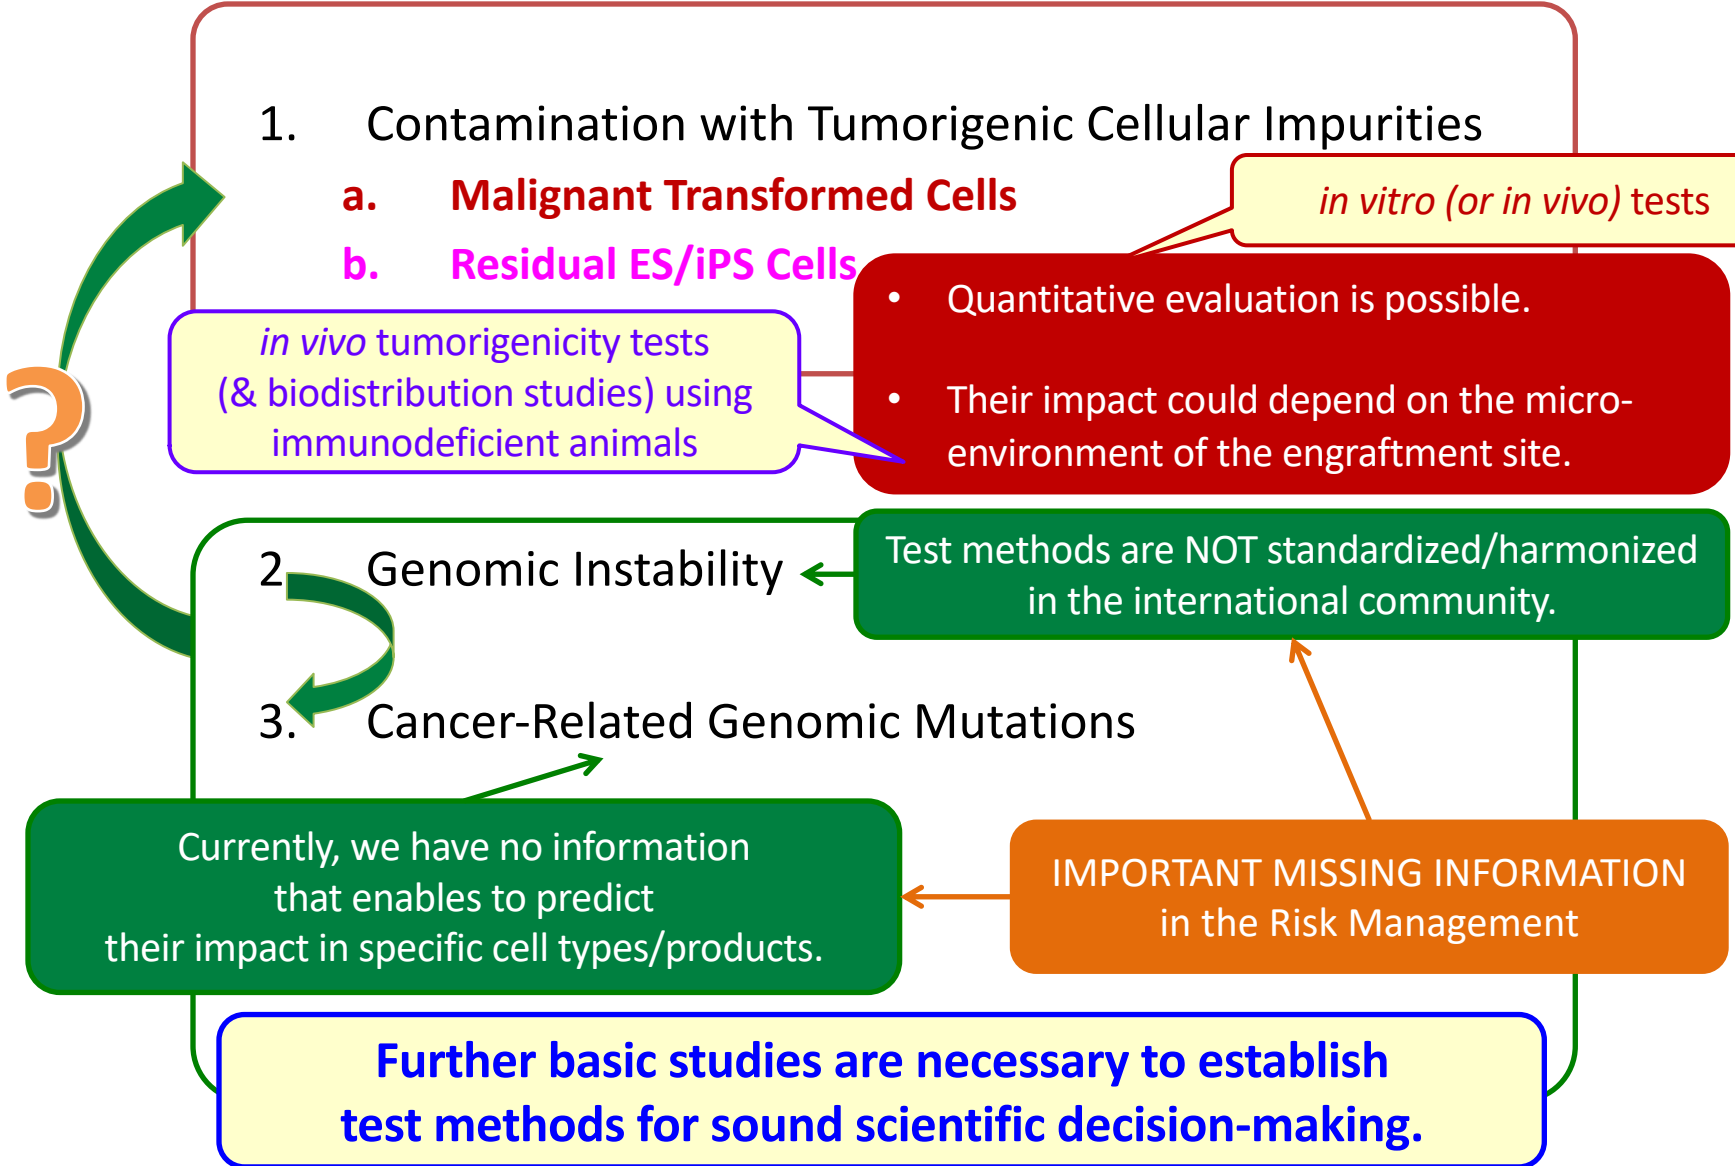 1. Contamination with Tumorigenic Cellular Impurities
a. Malignant Transformed Cells
b. Residual ES/iPS Cells
in vitro (or in vivo) tests
• Quantitative evaluation is possible.
• Their impact could depend on the micro-
environment of the engraftment site.
in vivo tumorigenicity tests
(& biodistribution studies) using
immunodeficient animals
?
2 Genomic Instability
Test methods are NOT standardized/harmonized
in the international community.
3. Cancer-Related Genomic Mutations
Currently, we have no information
that enables to predict
their impact in specific cell types/products.
IMPORTANT MISSING INFORMATION
in the Risk Management
Further basic studies are necessary to establish
test methods for sound scientific decision-making.